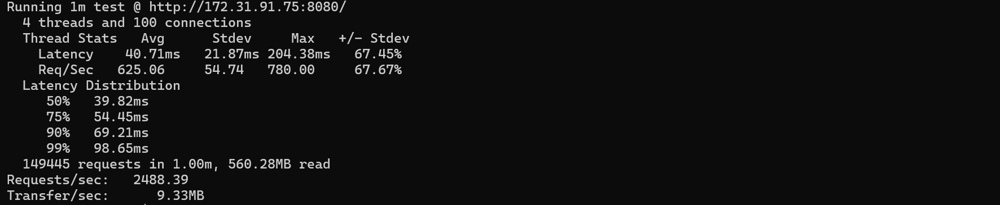 Running 1m test @ http://172.31.91.75:8080/
  4 threads and 100 connections
  Thread Stats   Avg      Stdev     Max   +/- Stdev
    Latency    40.71ms   21.87ms 204.38ms   67.45%
    Req/Sec   625.06     54.74   780.00     67.67%
  Latency Distribution
     50%   39.82ms
     75%   54.45ms
     90%   69.21ms
     99%   98.65ms
  149445 requests in 1.00m, 560.28MB read
Requests/sec:   2488.39
Transfer/sec:      9.33MB